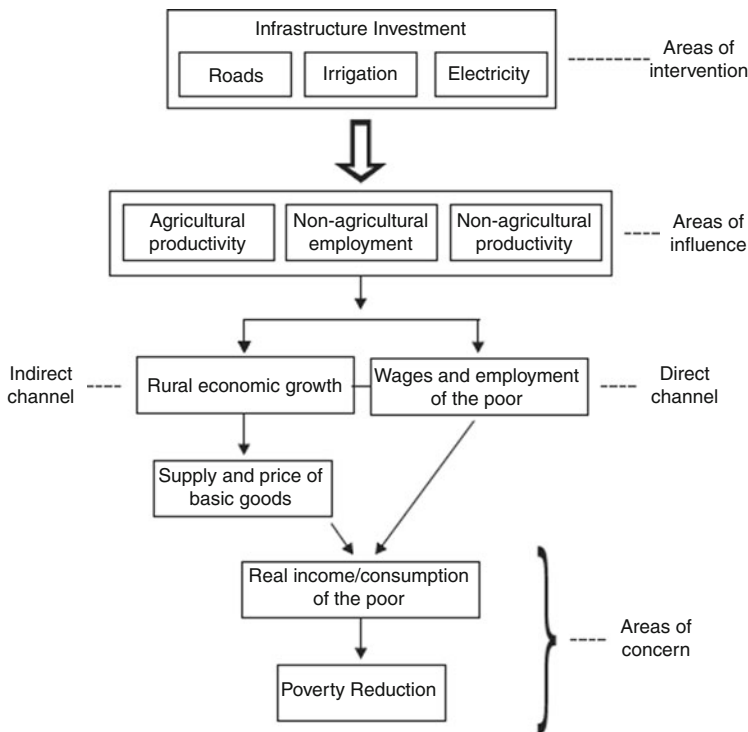 Infrastructure Investment
Roads
Irrigation
Electricity
Areas of
intervention
Agricultural
productivity
Non-agricultural
employment
Non-agricultural
productivity
Areas of
influence
Indirect
channel
Rural economic growth
Wages and employment
of the poor
Direct
channel
Supply and price of
basic goods
Real income/consumption
of the poor
Areas of
concern
Poverty Reduction